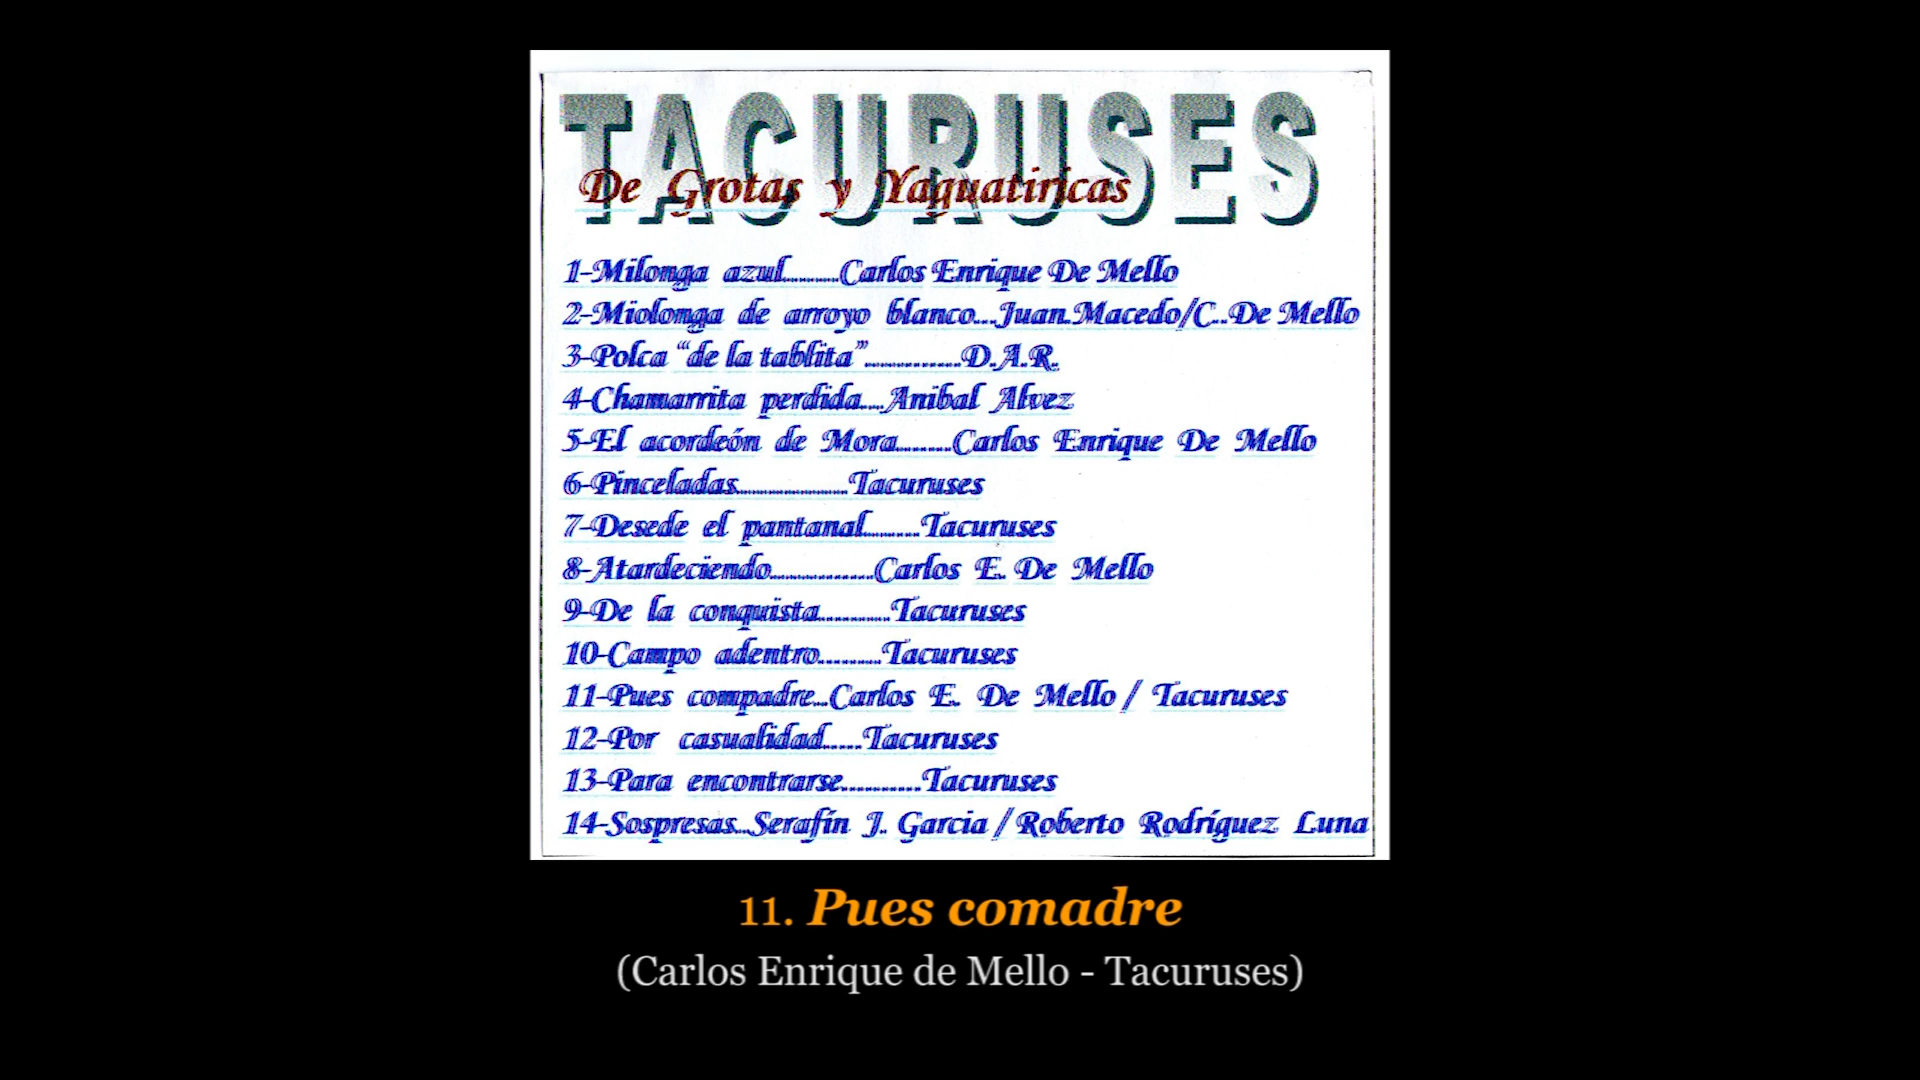 TACURUSES
De Grotas y Yaguatiricas
1-Milonga azul.........Carlos Enrique De Mello
2-Miolonga de arroyo blanco...Juan.Macedo/C..De Mello
3-Polca “de la tablita”................D.A.R.
4-Chamarrita perdida....Anibal Alvez
5-El acordeón de Mora.........Carlos Enrique De Mello
6-Pinceladas...................Tacuruses
7-Desede el pantanal..........Tacuruses
8-Atardeciendo.................Carlos E. De Mello
9-De la conquista............Tacuruses
10-Campo adentro..........Tacuruses
11-Pues compadre...Carlos E. De Mello / Tacuruses
12-Por casualidad......Tacuruses
13-Para encontrarse...........Tacuruses
14-Sospresas...Serafín J. Garcia / Roberto Rodríguez Luna
11. Pues comadre
(Carlos Enrique de Mello - Tacuruses)